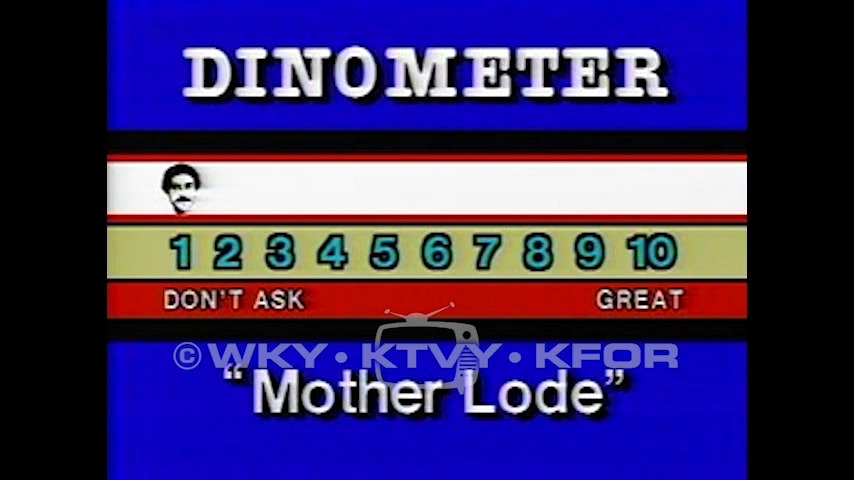 DINOMETER
1 2 3 4 5 6 7 8 9 10
DON'T ASK GREAT
©WKY • KTVY • KFOR
"Mother Lode"